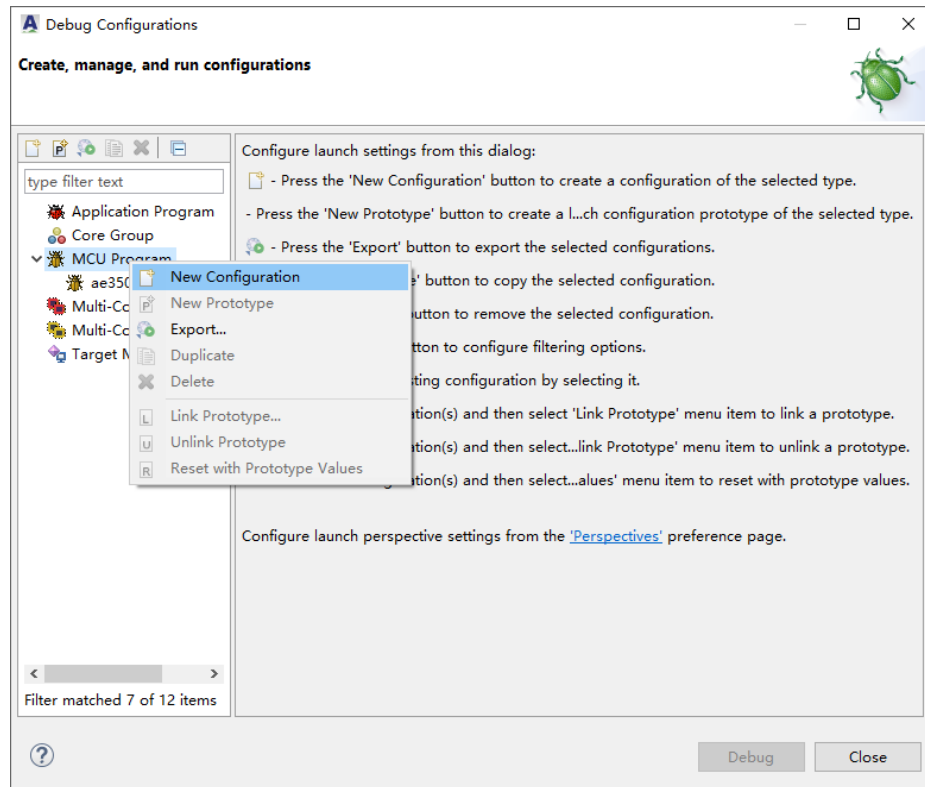 Debug Configurations
Create, manage, and run configurations
type filter text
Application Program
Core Group
MCU Program
ae350
Multi-Co
Multi-Co
Target M
New Configuration
New Prototype
Export...
Duplicate
Delete
Link Prototype...
Unlink Prototype
Reset with Prototype Values
Configure launch settings from this dialog:
- Press the 'New Configuration' button to create a configuration of the selected type.
- Press the 'New Prototype' button to create a l...ch configuration prototype of the selected type.
- Press the 'Export' button to export the selected configurations.
' button to copy the selected configuration.
button to remove the selected configuration.
tton to configure filtering options.
ting configuration by selecting it.
ation(s) and then select 'Link Prototype' menu item to link a prototype.
ation(s) and then select...link Prototype' menu item to unlink a prototype.
ation(s) and then select...alues' menu item to reset with prototype values.
Configure launch perspective settings from the 'Perspectives' preference page.
Filter matched 7 of 12 items
Debug
Close